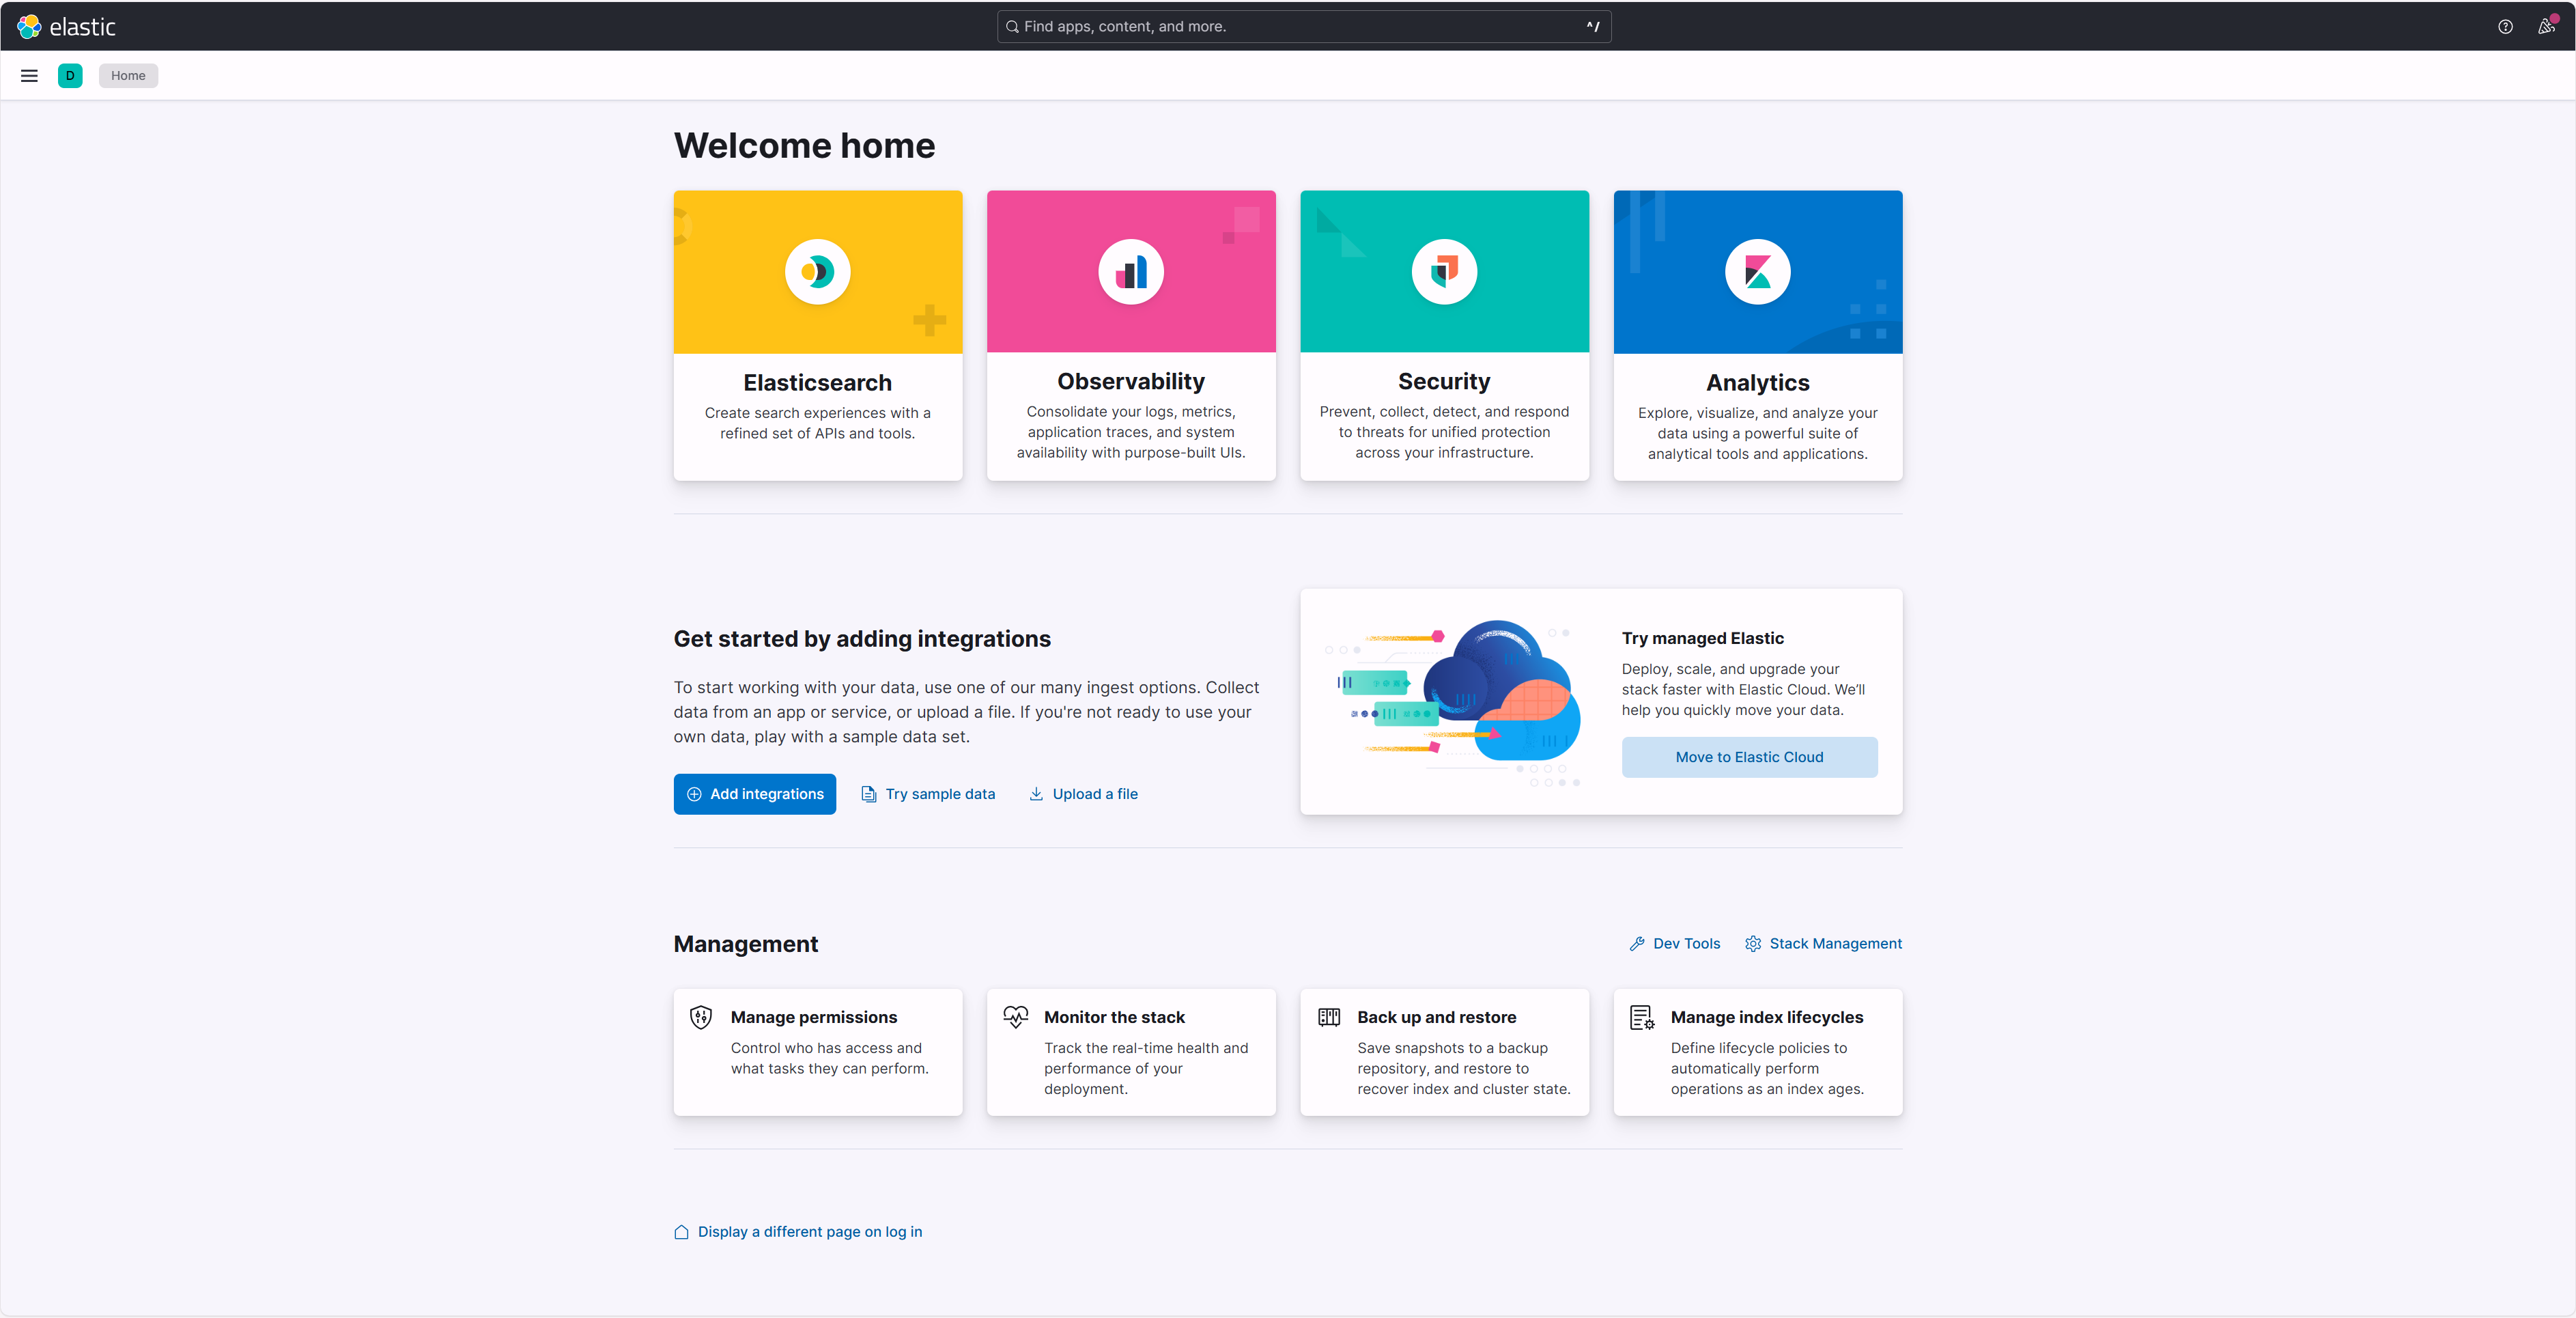 elastic
Find apps, content, and more.
^ /
D
Home
Welcome home
Elasticsearch
Create search experiences with a
refined set of APIs and tools.
Observability
Consolidate your logs, metrics,
application traces, and system
availability with purpose-built UIs.
Security
Prevent, collect, detect, and respond
to threats for unified protection
across your infrastructure.
Analytics
Explore, visualize, and analyze your
data using a powerful suite of
analytical tools and applications.
Get started by adding integrations
To start working with your data, use one of our many ingest options. Collect
data from an app or service, or upload a file. If you're not ready to use your
own data, play with a sample data set.
Add integrations
Try sample data
Upload a file
Try managed Elastic
Deploy, scale, and upgrade your
stack faster with Elastic Cloud. We’ll
help you quickly move your data.
Move to Elastic Cloud
Management
Dev Tools
Stack Management
Manage permissions
Control who has access and
what tasks they can perform.
Monitor the stack
Track the real-time health and
performance of your
deployment.
Back up and restore
Save snapshots to a backup
repository, and restore to
recover index and cluster state.
Manage index lifecycles
Define lifecycle policies to
automatically perform
operations as an index ages.
Display a different page on log in